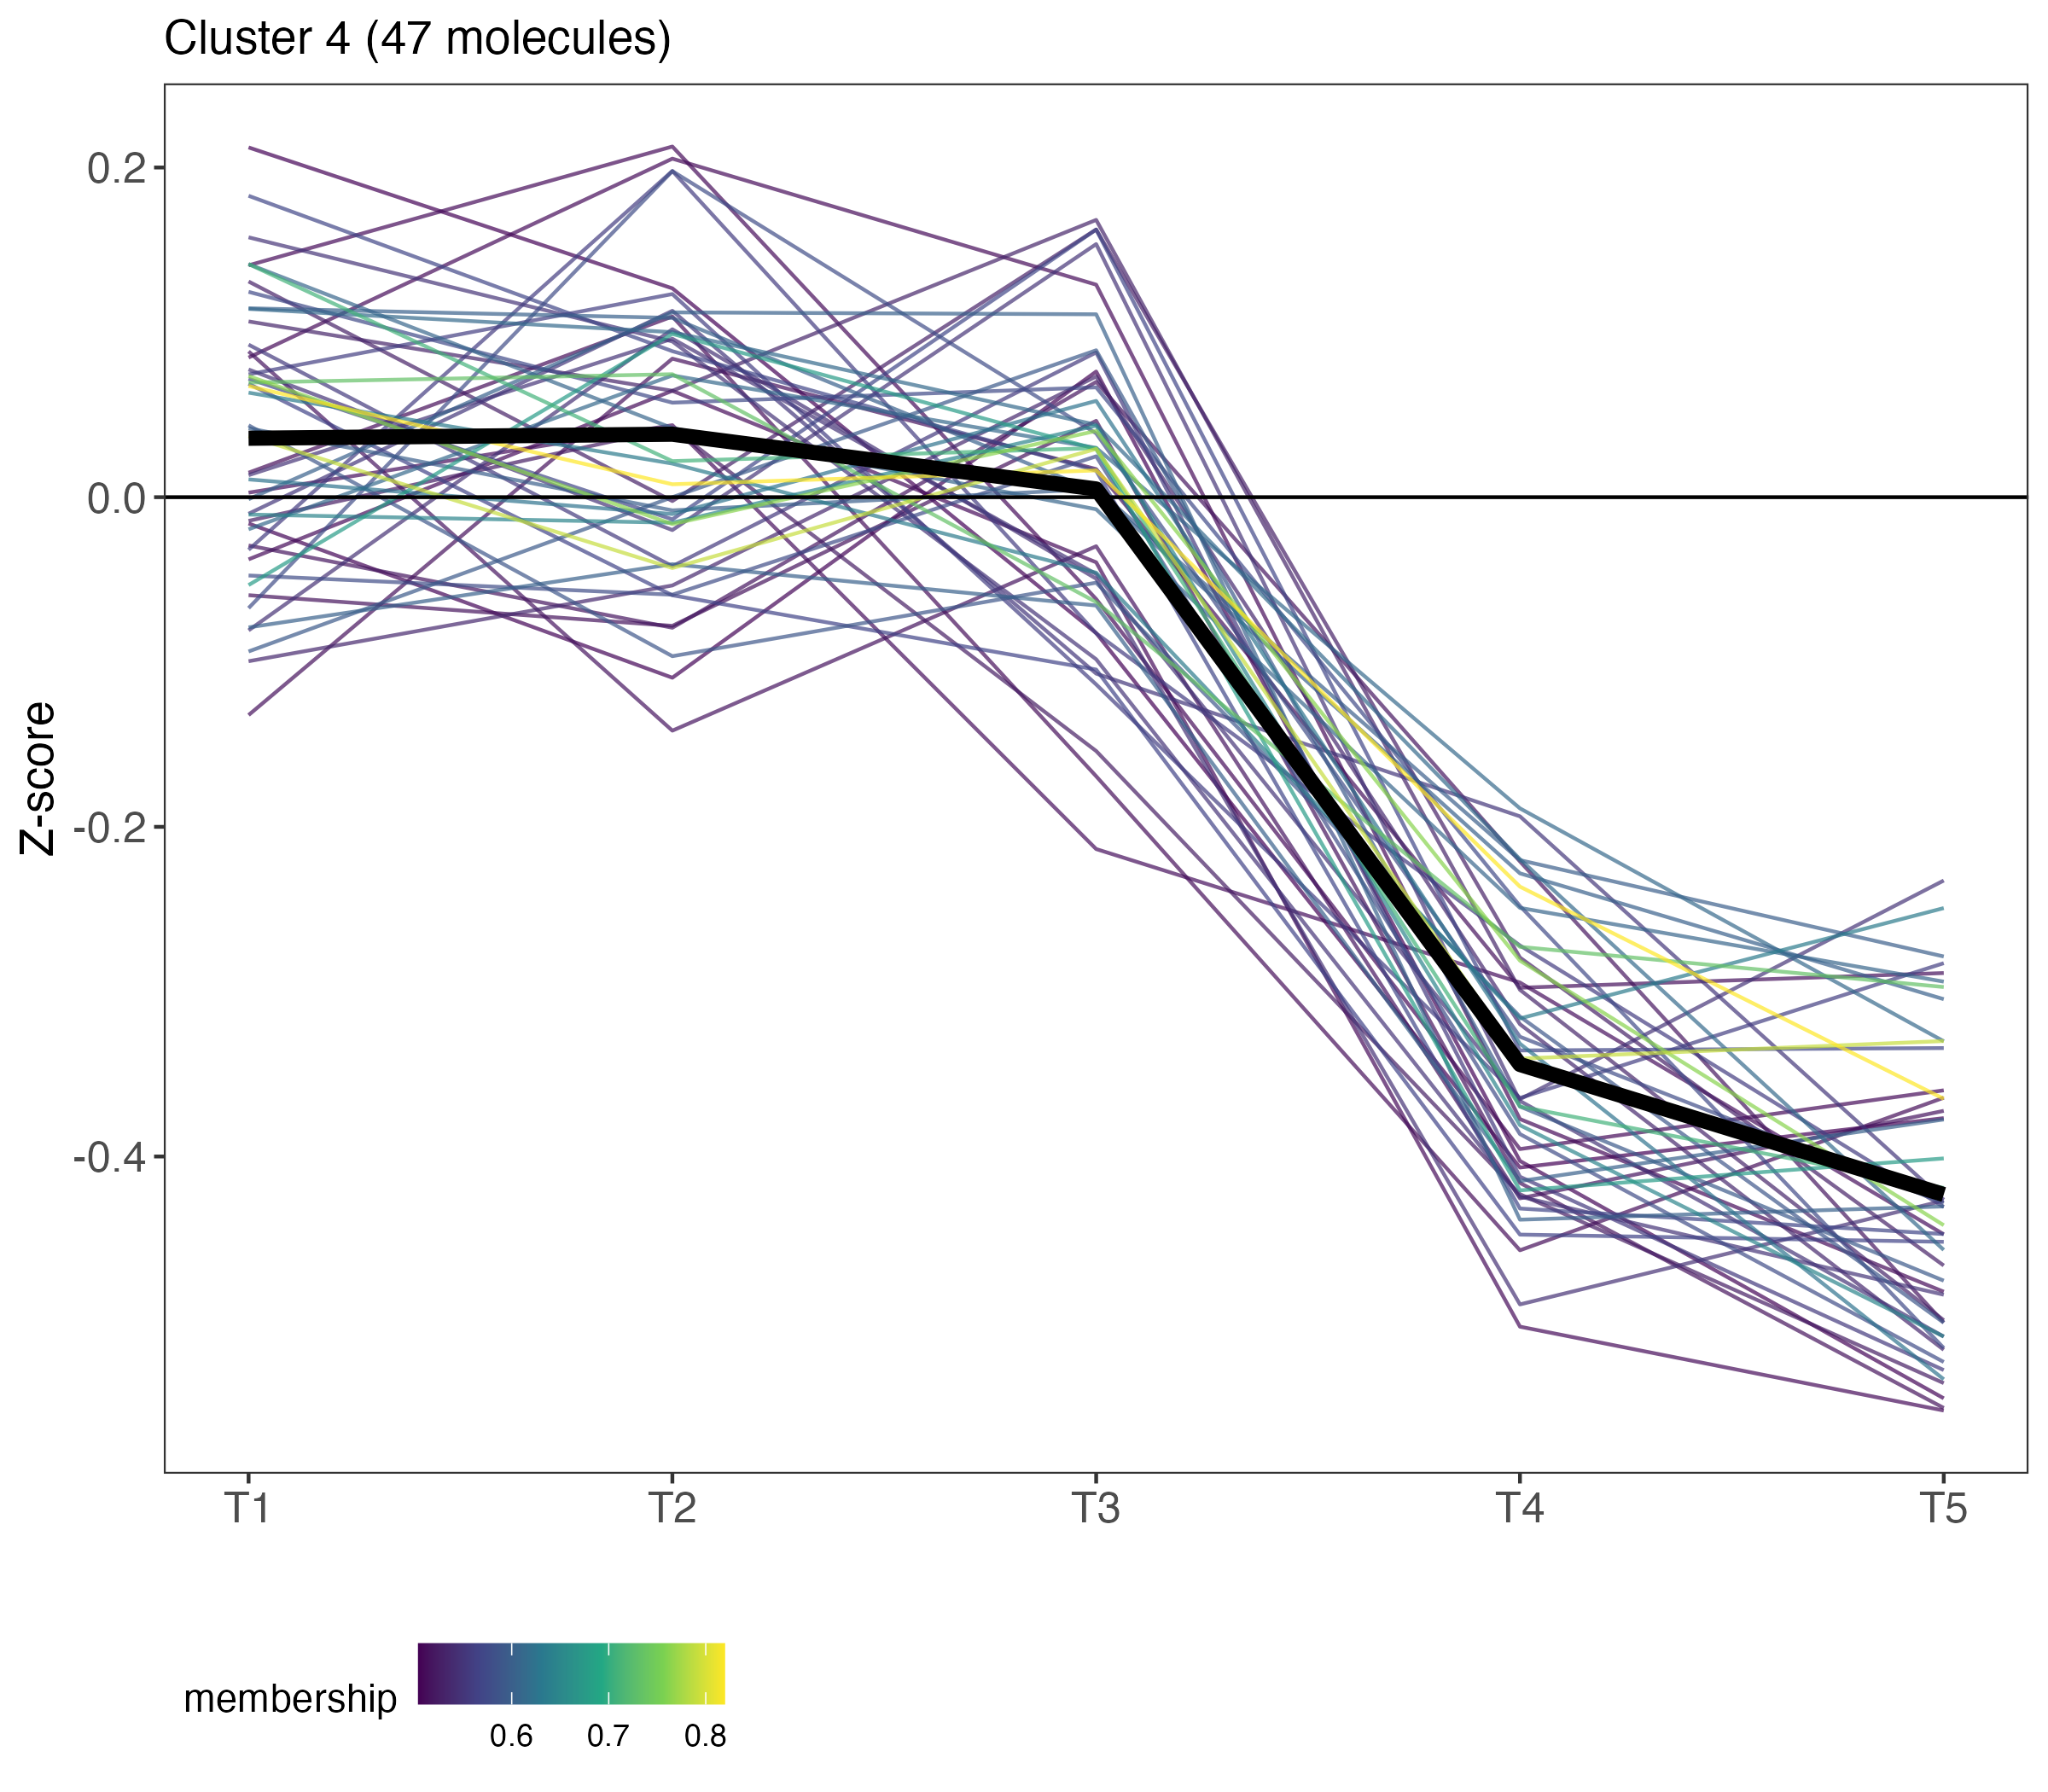 Cluster 4 (47 molecules)
Z-score
0.2
0.0
-0.2
-0.4
T1 T2 T3 T4 T5
membership
0.6 0.7 0.8